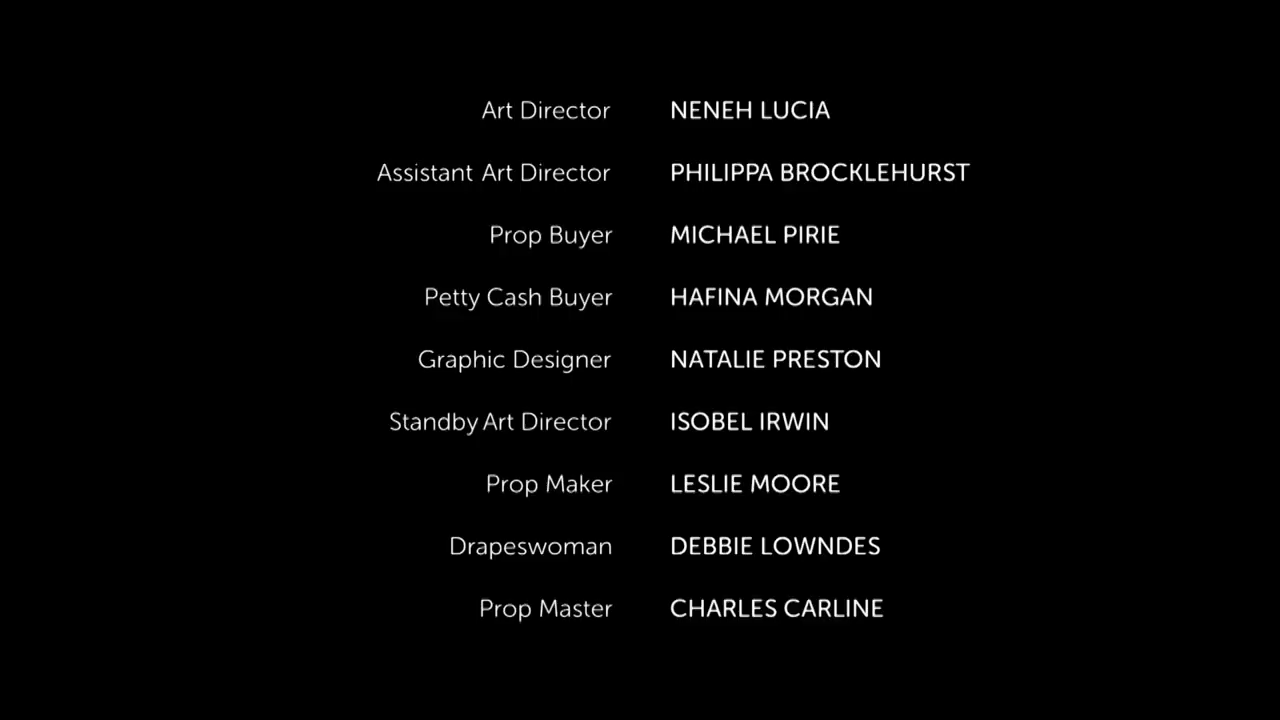 Art Director NENEH LUCIA
Assistant Art Director PHILIPPA BROCKLEHURST
Prop Buyer MICHAEL PIRIE
Petty Cash Buyer HAFINA MORGAN
Graphic Designer NATALIE PRESTON
Standby Art Director ISOBEL IRWIN
Prop Maker LESLIE MOORE
Drapeswoman DEBBIE LOWNDES
Prop Master CHARLES CARLINE